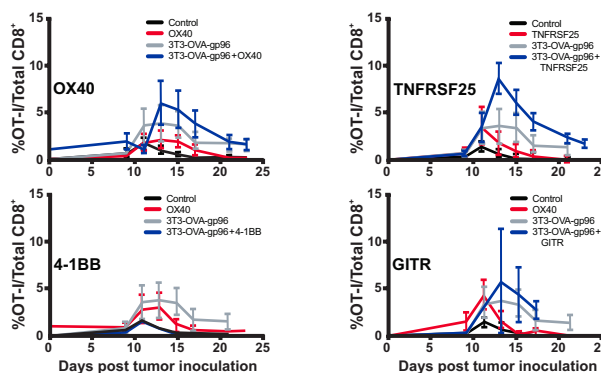 Control
OX40
3T3-OVA-gp96
3T3-OVA-gp96+OX40
OX40
%OT-I/Total CD8+
15
10
5
0
0 5 10 15 20 25
Control
TNFRSF25
3T3-OVA-gp96
3T3-OVA-gp96+
TNFRSF25
TNFRSF25
%OT-I/Total CD8+
15
10
5
0
0 5 10 15 20 25
Control
OX40
3T3-OVA-gp96
3T3-OVA-gp96+4-1BB
4-1BB
%OT-I/Total CD8+
15
10
5
0
0 5 10 15 20 25
Days post tumor inoculation
Control
OX40
3T3-OVA-gp96
3T3-OVA-gp96+
GITR
GITR
%OT-I/Total CD8+
15
10
5
0
0 5 10 15 20 25
Days post tumor inoculation